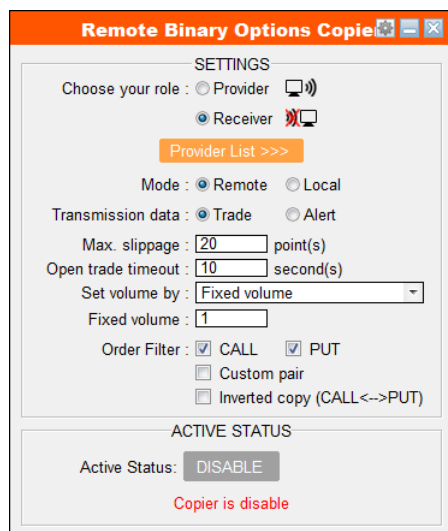 Remote Binary Options Copier
SETTINGS
Choose your role : Provider
Receiver
Provider List >>>
Mode : Remote Local
Transmission data : Trade Alert
Max. slippage : 20 point(s)
Open trade timeout : 10 second(s)
Set volume by : Fixed volume
Fixed volume : 1
Order Filter : CALL PUT
Custom pair
Inverted copy (CALL<-->PUT)
ACTIVE STATUS
Active Status: DISABLE
Copier is disable